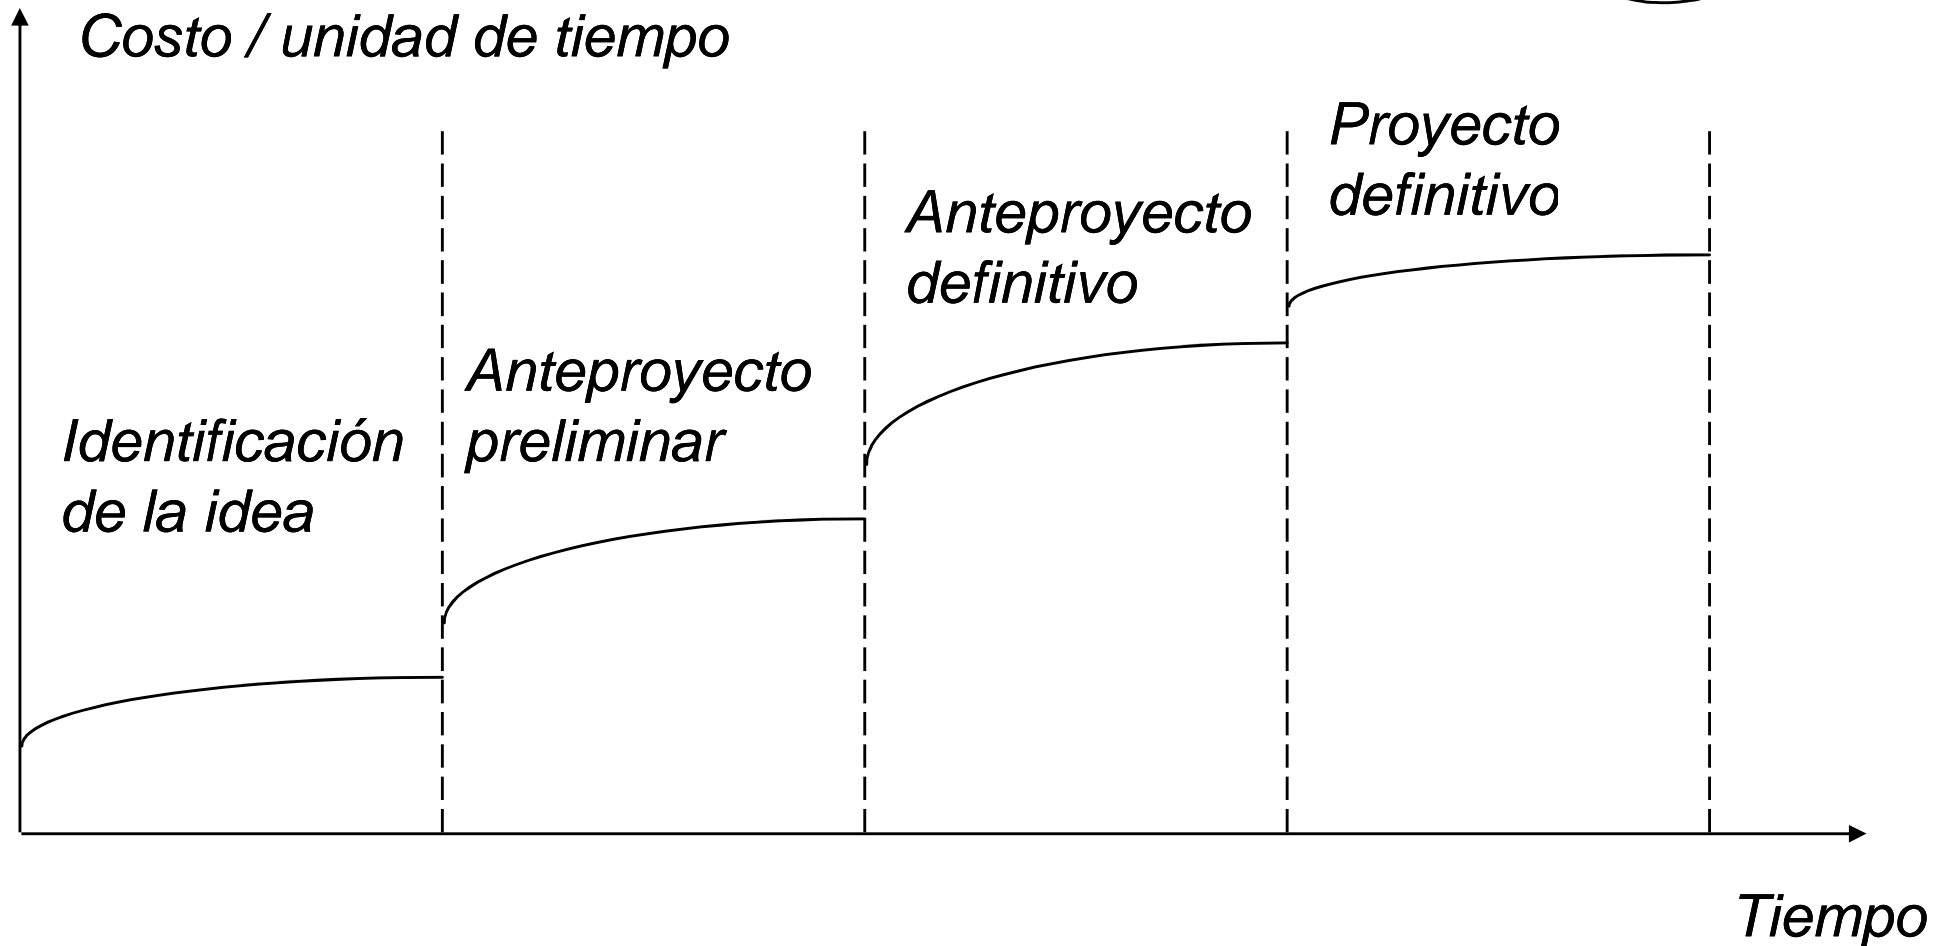 Costo / unidad de tiempo
Proyecto
definitivo
Anteproyecto
definitivo
Anteproyecto
preliminar
Identificación
de la idea
Tiempo